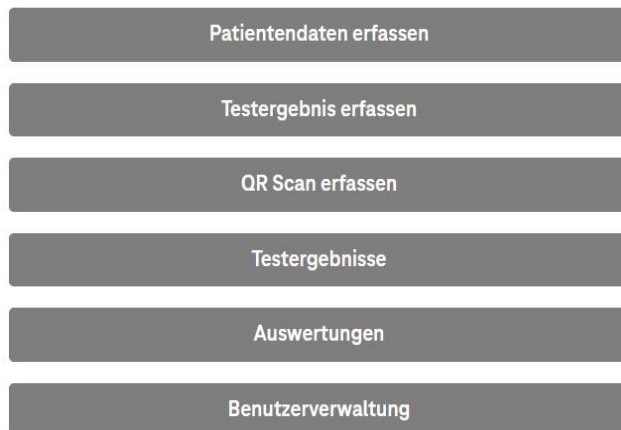 Patientendaten erfassen
Testergebnis erfassen
QR Scan erfassen
Testergebnisse
Auswertungen
Benutzerverwaltung